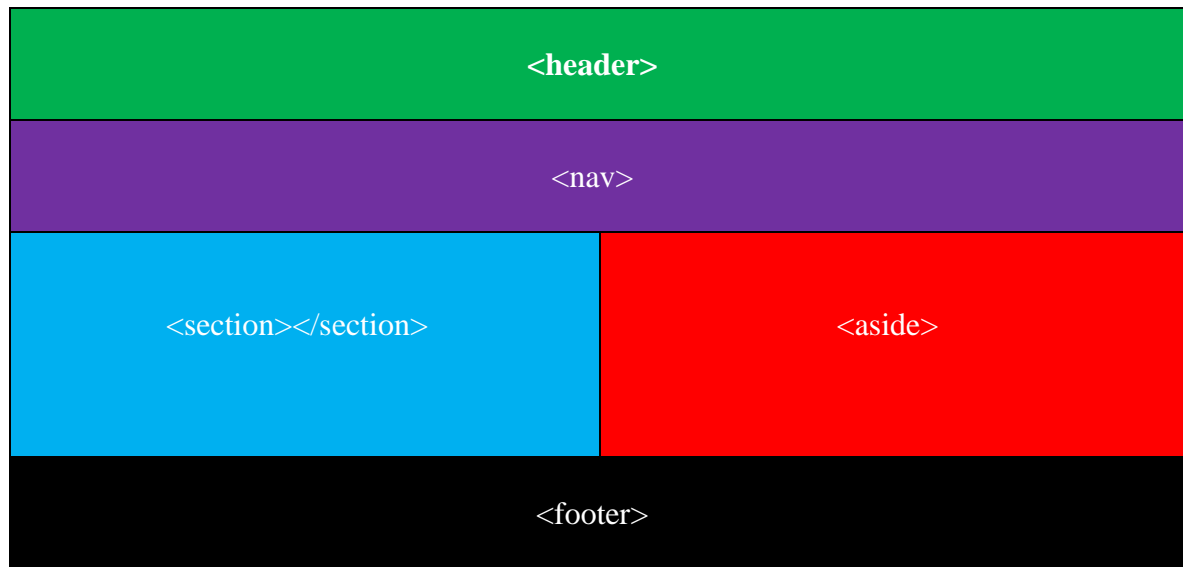 <header>
<nav>
<section></section>
<aside>
<footer>